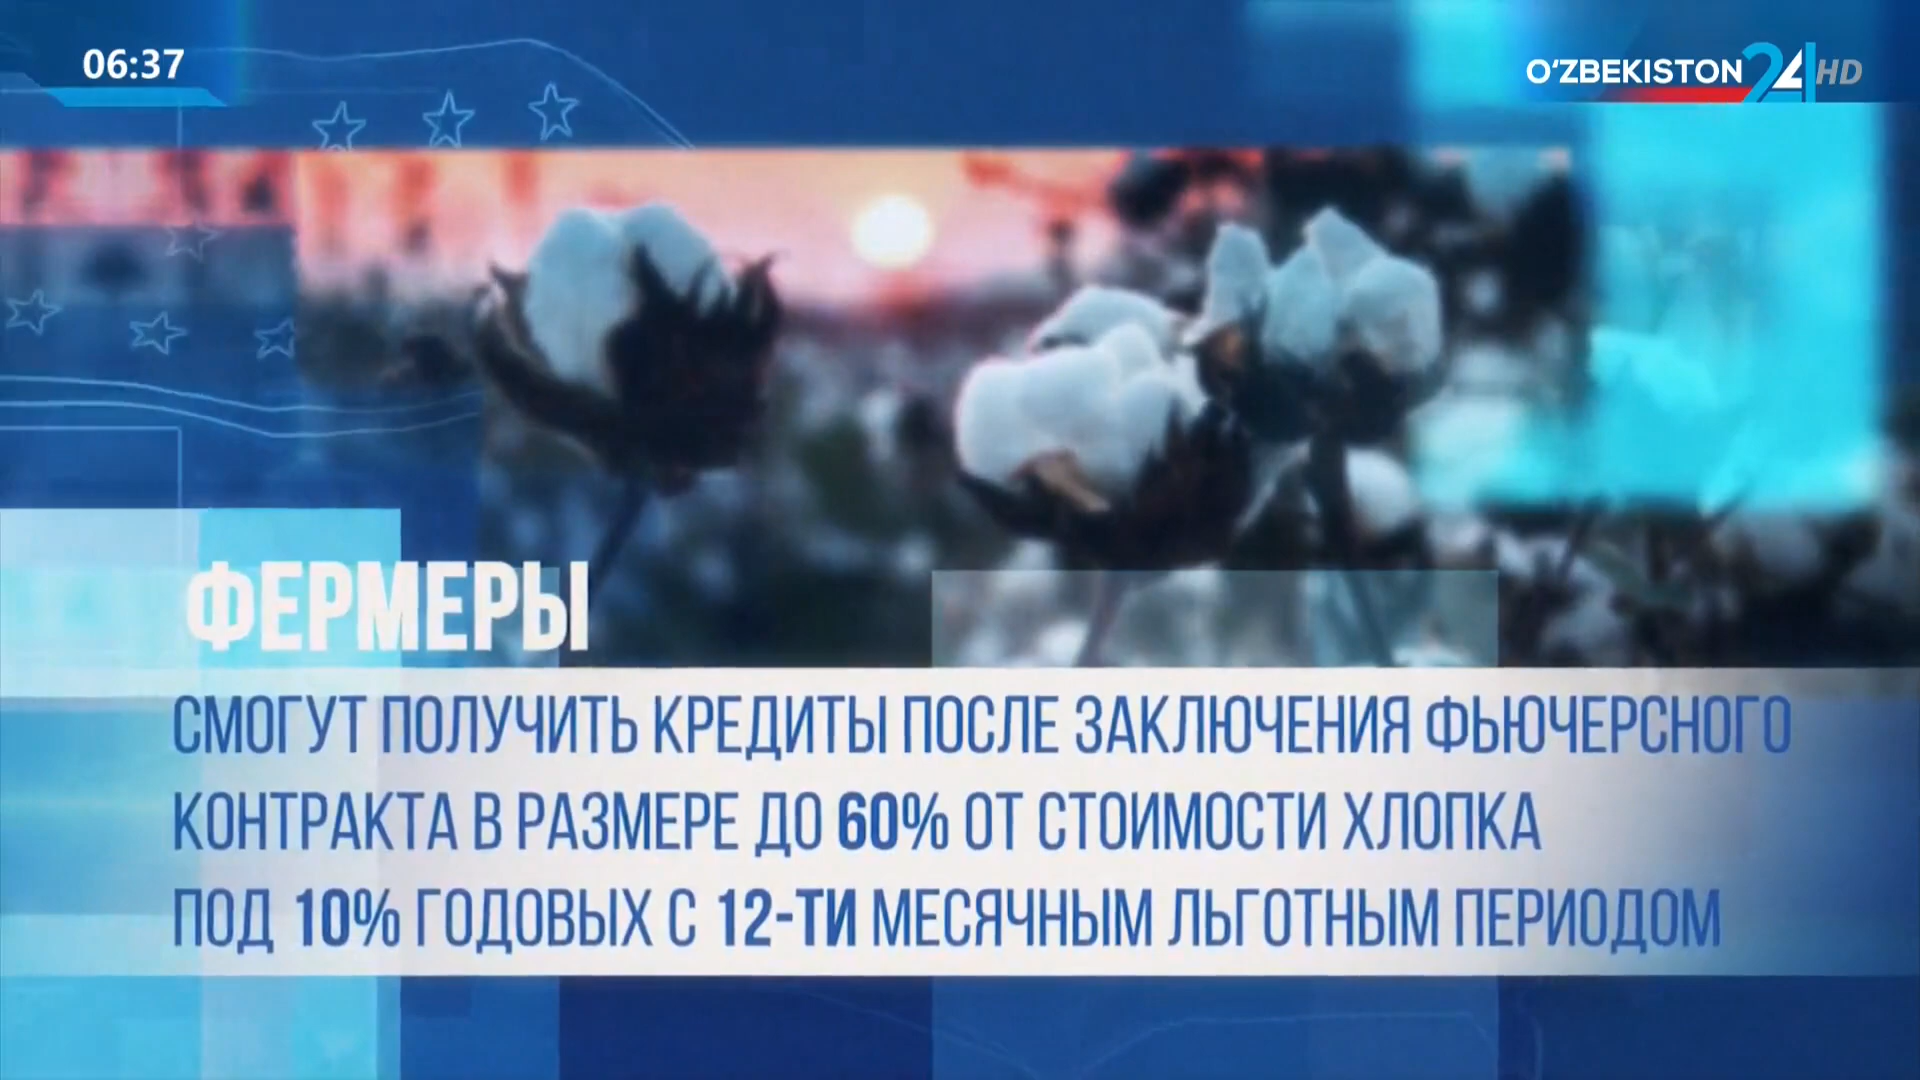 06:37
O‘ZBEKISTON 24 HD
ФЕРМЕРЫ
СМОГУТ ПОЛУЧИТЬ КРЕДИТЫ ПОСЛЕ ЗАКЛЮЧЕНИЯ ФЬЮЧЕРСНОГО
КОНТРАКТА В РАЗМЕРЕ ДО 60% ОТ СТОИМОСТИ ХЛОПКА
ПОД 10% ГОДОВЫХ С 12-ТИ МЕСЯЧНЫМ ЛЬГОТНЫМ ПЕРИОДОМ